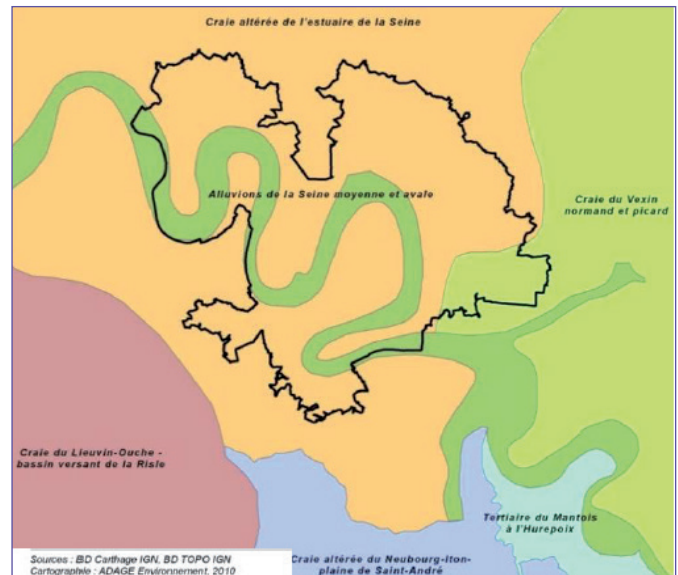 Craie altérée de l'estuaire de la Seine
Alluvions de la Seine moyenne et avale
Craie du Vexin
normand et picard
Craie du Lieuvin-Ouche -
bassin versant de la Risle
Tertiaire du Mantois
à l'Hurepoix
Craie altérée du Neubourg-Iton-
plaine de Saint-André
Sources : BD Carthage IGN, BD TOPO IGN
Cartographie : ADAGE Environnement, 2010